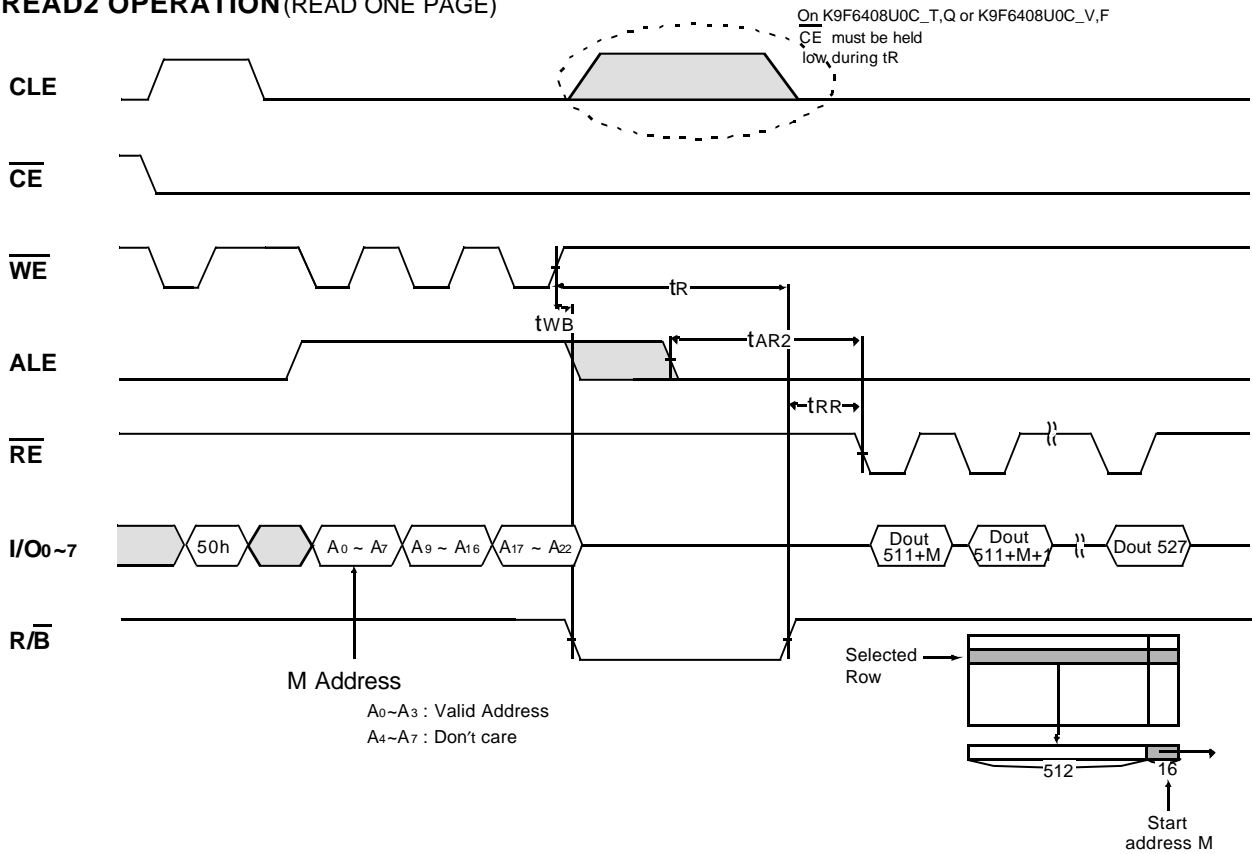 READ2 OPERATION(READ ONE PAGE)
On K9F6408U0C_T,Q or K9F6408U0C_V,F
CE must be held
low during tR
CLE
CE
WE
tR
tWB
ALE
tAR2
tRR
RE
I/O0~7
50h
A0 ~ A7
A9 ~ A16
A17 ~ A22
Dout
511+M
Dout
511+M+1
Dout 527
R/B
M Address
A0~A3 : Valid Address
A4~A7 : Don't care
Selected
Row
512
16
Start
address M